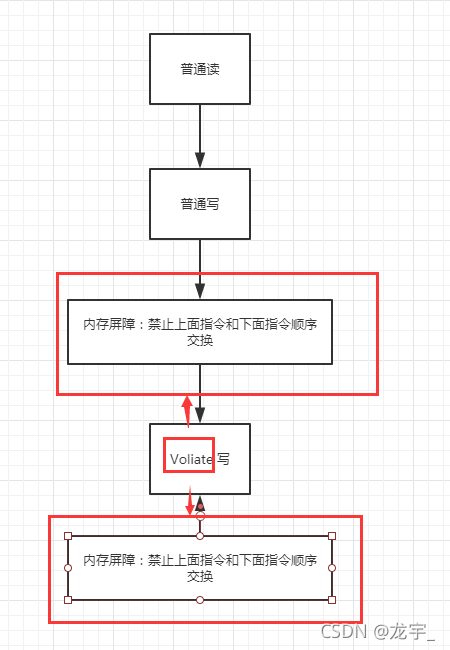 普通读
普通写
内存屏障：禁止上面指令和下面指令顺序
交换
Voliate 写
内存屏障：禁止上面指令和下面指令顺序
交换
CSDN @龙宇_